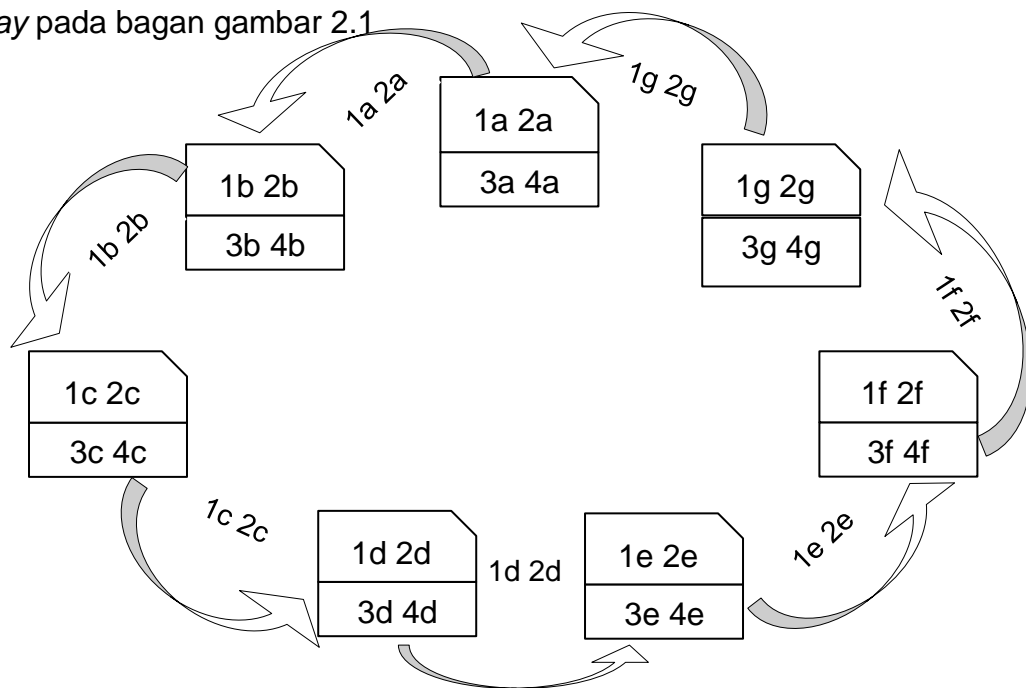 ay pada bagan gambar 2.1
1g 2g
1a 2a
1a 2a
3a 4a
1b 2b
3b 4b
1g 2g
3g 4g
1b 2b
1f 2f
1c 2c
3c 4c
1f 2f
3f 4f
1c 2c
1d 2d
3d 4d
1d 2d
1e 2e
3e 4e
1e 2e